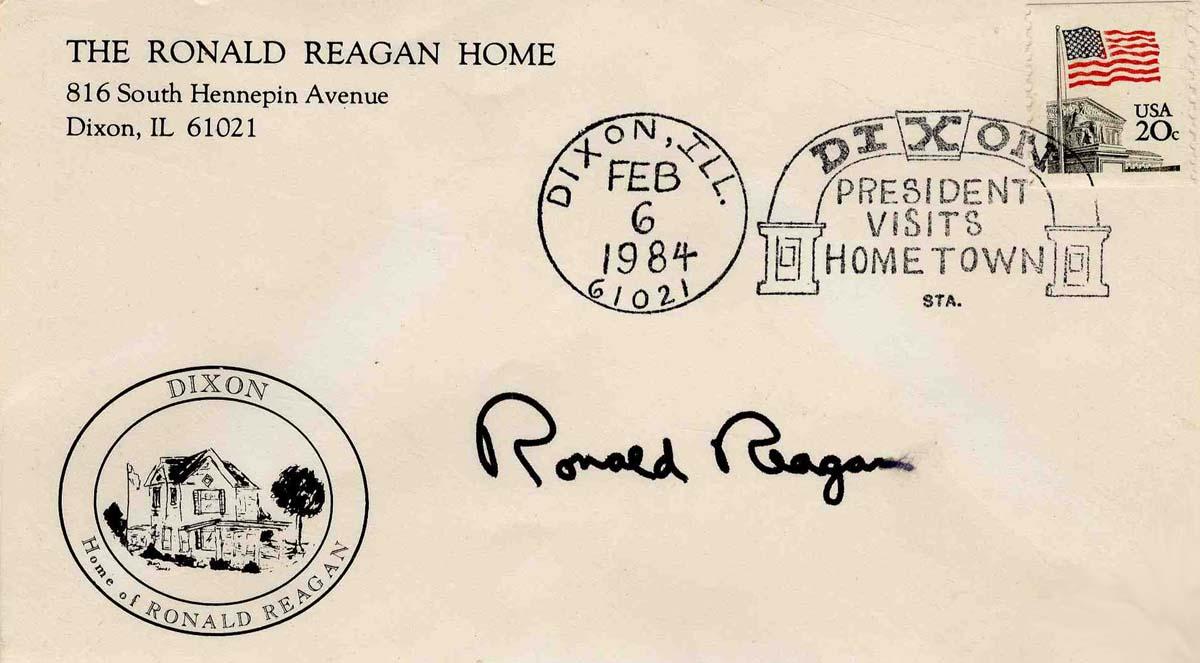 THE RONALD REAGAN HOME
816 South Hennepin Avenue
Dixon, IL 61021
USA
20c
DIXON, ILL.
FEB
6
1984
61021
DIXON
PRESIDENT
VISITS
HOMETOWN
STA.
DIXON
Home of RONALD REAGAN
Ronald Reagan